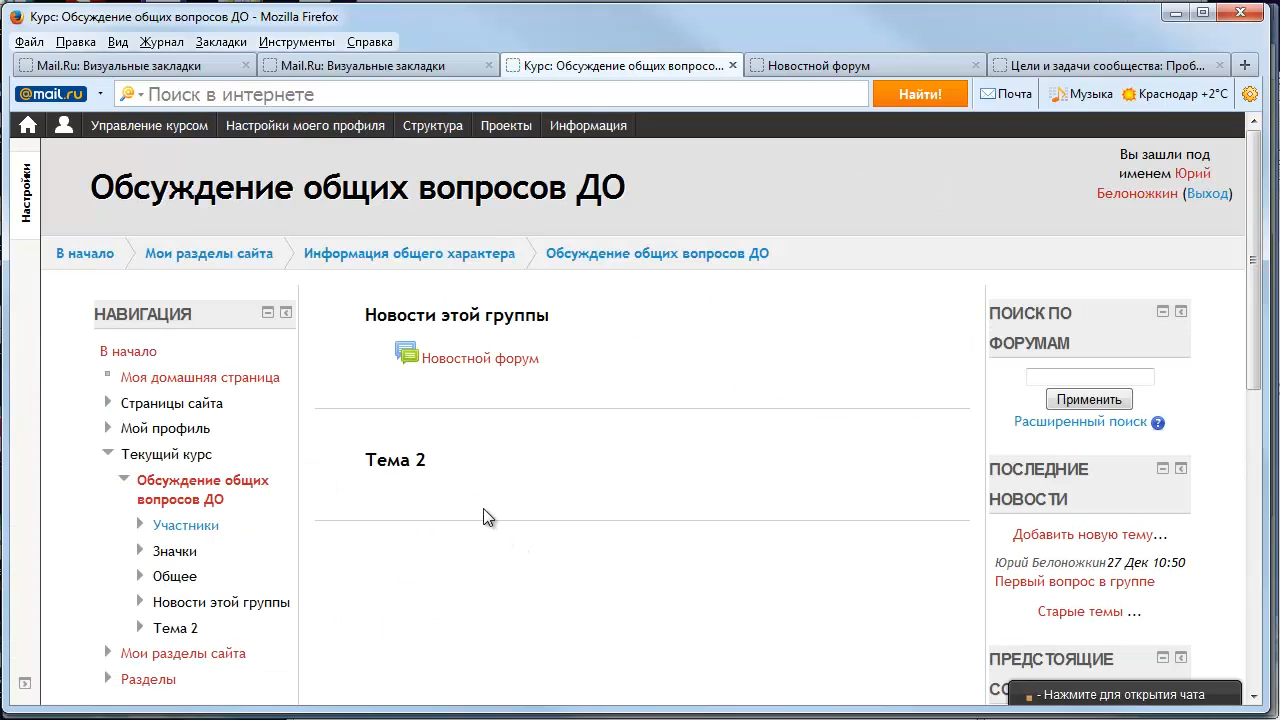 Курс: Обсуждение общих вопросов ДО - Mozilla Firefox
Файл Правка Вид Журнал Закладки Инструменты Справка
Mail.Ru: Визуальные закладки
Mail.Ru: Визуальные закладки
Курс: Обсуждение общих вопросо...
Новостной форум
Цели и задачи сообщества: Проб...
@mail.ru
Поиск в интернете
Найти!
Почта
Музыка
Краснодар +2°C
Управление курсом
Настройки моего профиля
Структура
Проекты
Информация
Настройки
Обсуждение общих вопросов ДО
Вы зашли под
именем Юрий
Белоножкин (Выход)
В начало
Мои разделы сайта
Информация общего характера
Обсуждение общих вопросов ДО
НАВИГАЦИЯ
В начало
Моя домашняя страница
Страницы сайта
Мой профиль
Текущий курс
Обсуждение общих
вопросов ДО
Участники
Значки
Общее
Новости этой группы
Тема 2
Мои разделы сайта
Разделы
Новости этой группы
Новостной форум
Тема 2
ПОИСК ПО
ФОРУМАМ
Применить
Расширенный поиск ?
ПОСЛЕДНИЕ
НОВОСТИ
Добавить новую тему...
Юрий Белоножкин27 Дек 10:50
Первый вопрос в группе
Старые темы ...
ПРЕДСТОЯЩИЕ
- Нажмите для открытия чата